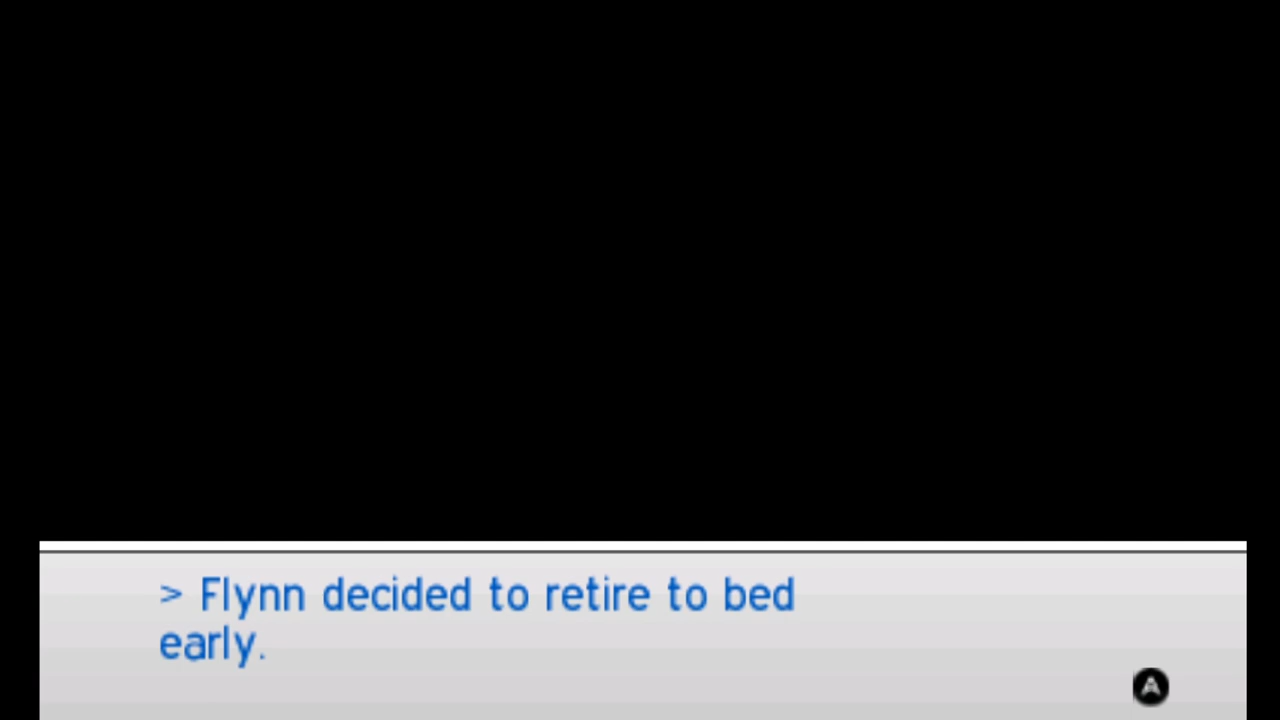 > Flynn decided to retire to bed
early.
A